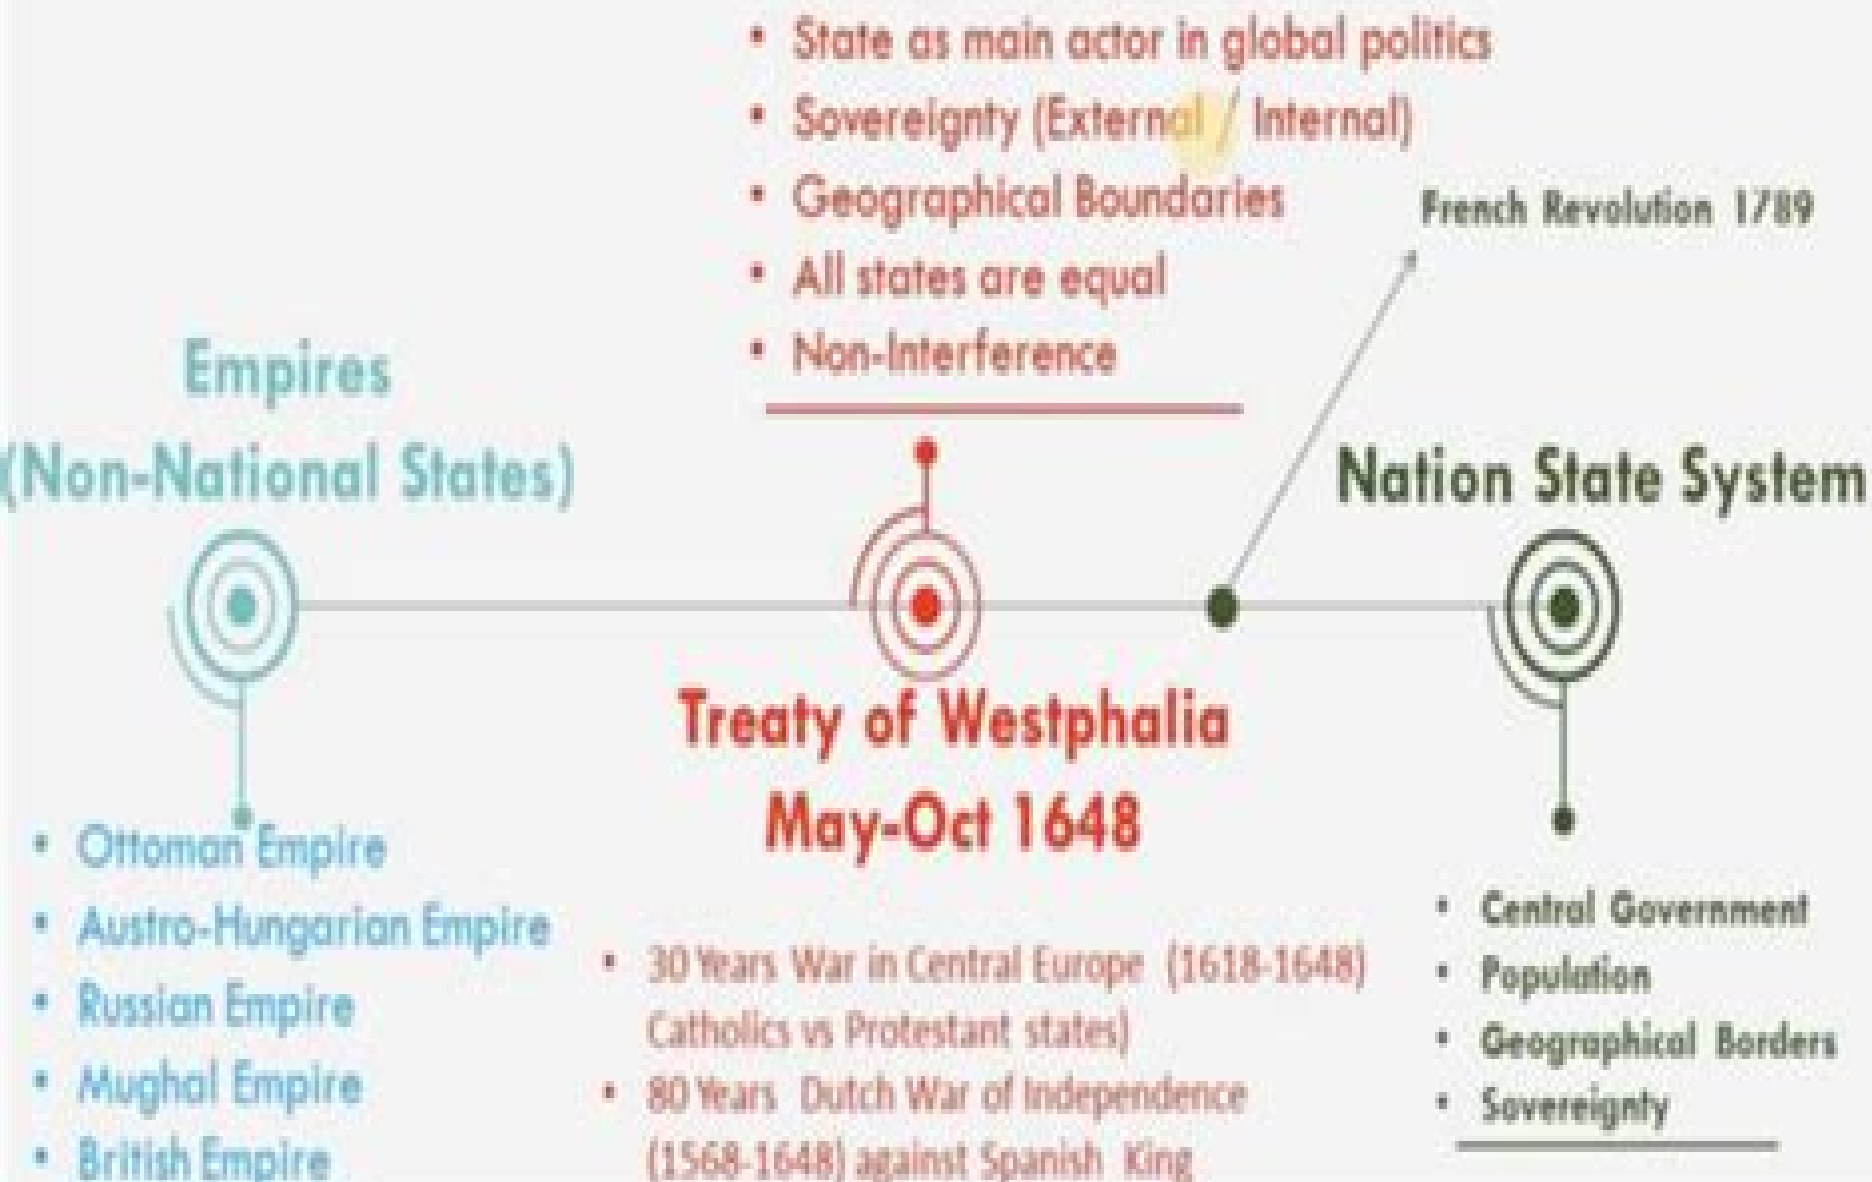 • State as main actor in global politics
• Sovereignty (External / Internal)
• Geographical Boundaries
• All states are equal
• Non-Interference
French Revolution 1789
Empires
(Non-National States)
Nation State System
Treaty of Westphalia
May-Oct 1648
• Ottoman Empire
• Austro-Hungarian Empire
• Russian Empire
• Mughal Empire
• British Empire
• 30 Years War in Central Europe (1618-1648)
Catholics vs Protestant states)
• 80 Years Dutch War of Independence
(1568-1648) against Spanish King
• Central Government
• Population
• Geographical Borders
• Sovereignty